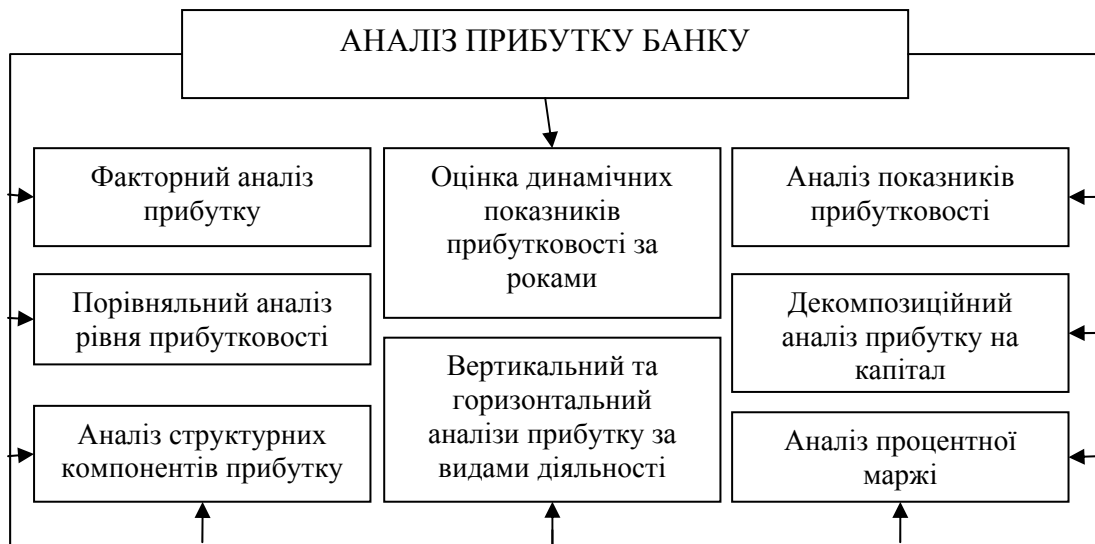 АНАЛІЗ ПРИБУТКУ БАНКУ
Факторний аналіз
прибутку
Оцінка динамічних
показників
прибутковості за
роками
Аналіз показників
прибутковості
Порівняльний аналіз
рівня прибутковості
Декомпозиційний
аналіз прибутку на
капітал
Вертикальний та
горизонтальний
аналізи прибутку за
видами діяльності
Аналіз структурних
компонентів прибутку
Аналіз процентної
маржі